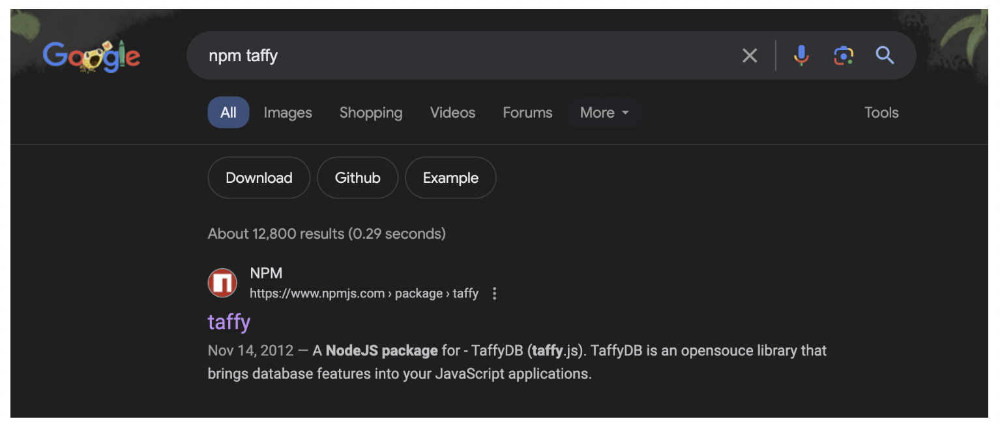 Google
npm taffy
All Images Shopping Videos Forums More Tools
Download Github Example
About 12,800 results (0.29 seconds)
NPM
https://www.npmjs.com › package › taffy
taffy
Nov 14, 2012 — A NodeJS package for - TaffyDB (taffy.js). TaffyDB is an opensouce library that
brings database features into your JavaScript applications.